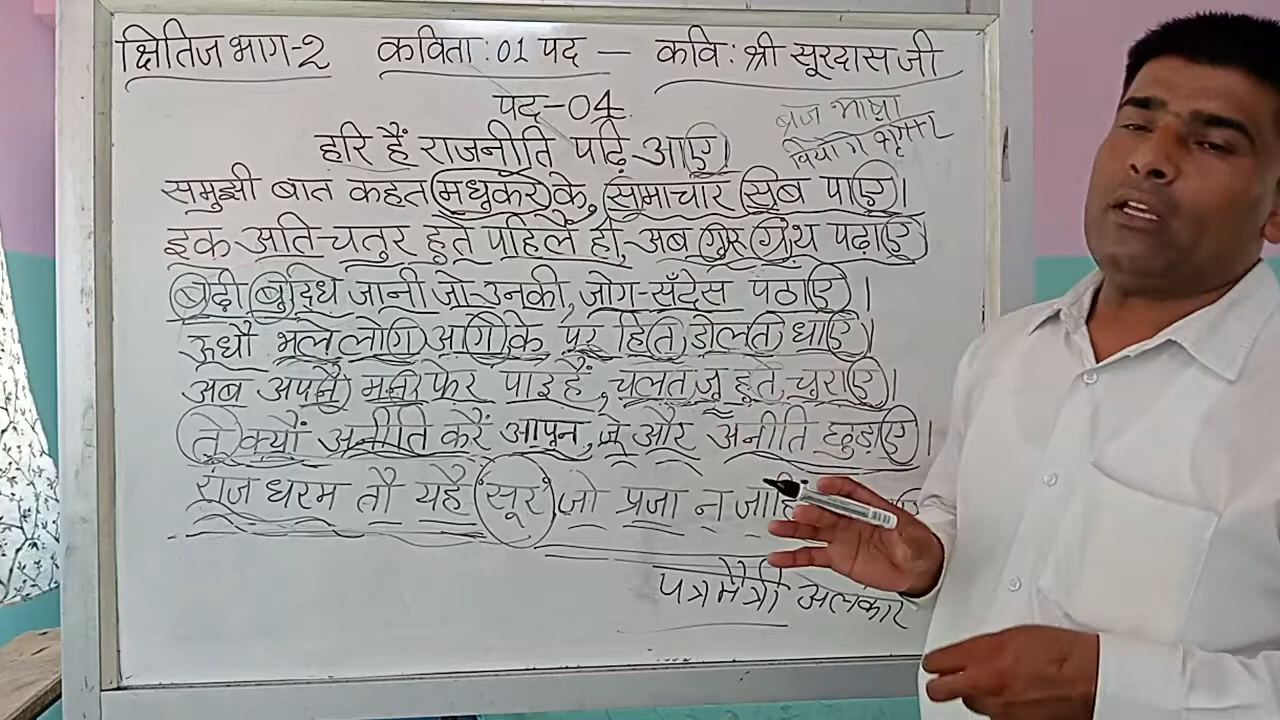 क्षितिज भाग-2 कविता: 01 पद — कवि: श्री सूरदास जी
पद-04
ब्रज भाषा
वियोग श्रृंगार
हरि हैं राजनीति पढ़ि आए
समुझी बात कहत मधुकर के, समाचार सब पाए।
इक अति चतुर हुते पहिलैं ही, अब गुरु ग्रंथ पढ़ाए
बढ़ी बुद्धि जानी जो उनकी, जोग-सँदेस पठाए।
ऊधौ भले लोग आगे के, पर हित डोलत धाए।
अब अपनै मन फेर पाइहैं, चलत जु हुते चुराए।
ते क्यौं अनीति करैं आपुन, जे और अनीति छुड़ाए।
राज धरम तौ यहै सूर जो प्रजा न जाहिं
पत्रमैत्री अलंकार